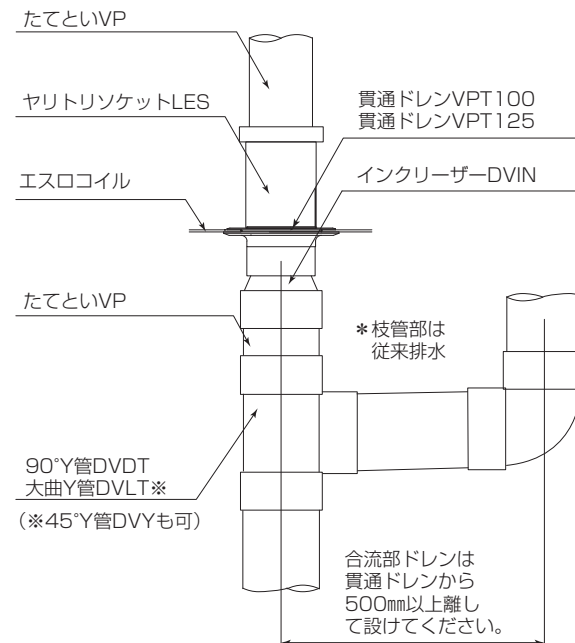 たてといVP
ヤリトリソケットLES
貫通ドレンVPT100
貫通ドレンVPT125
エスロコイル
インクリーザーDVIN
たてといVP
＊枝管部は
従来排水
90°Y管DVDT
大曲Y管DVLT※
（※45°Y管DVYも可）
合流部ドレンは
貫通ドレンから
500㎜以上離し
て設けてください。